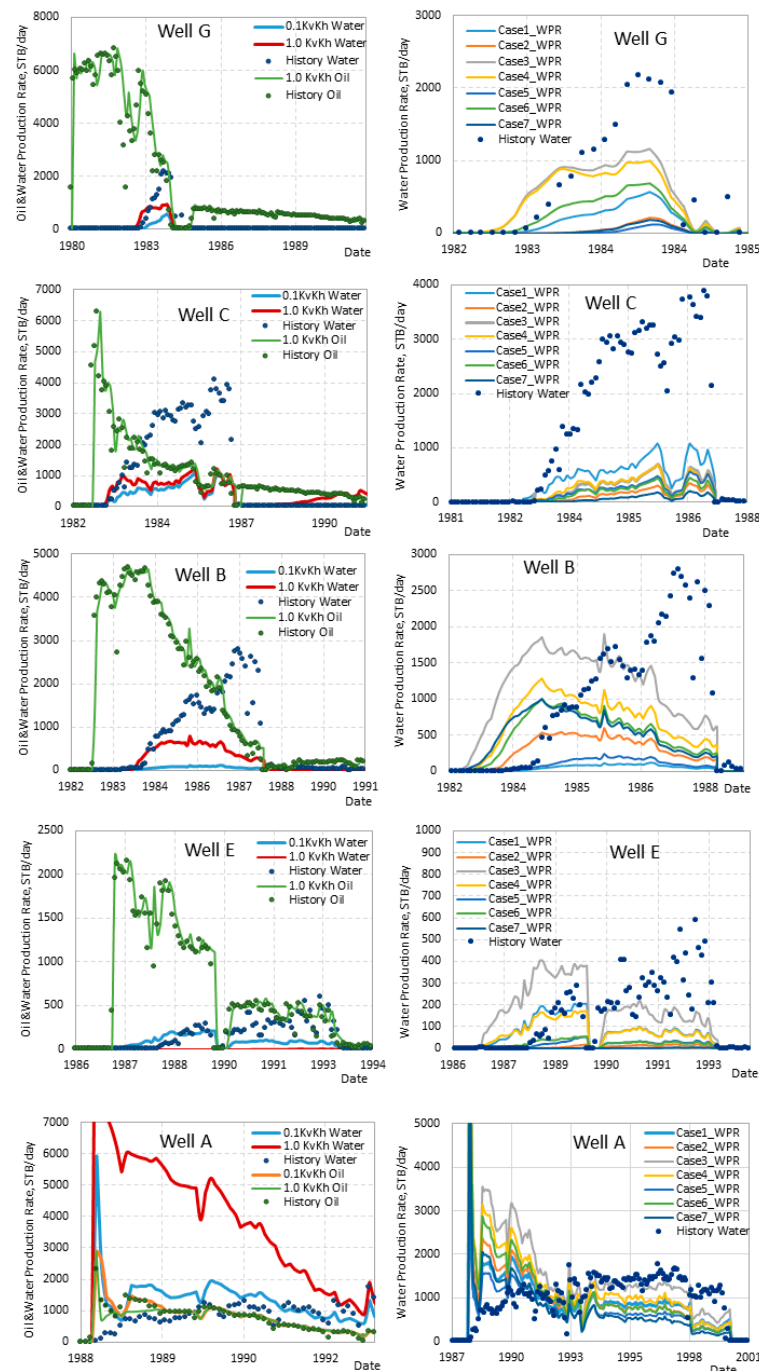 Well G
0.1KvKh Water
1.0 KvKh Water
History Water
1.0 KvKh Oil
History Oil
Oil &Water Production Rate, STB/day
8000
6000
4000
2000
0
1980
1983
1986
1989
Date
Well G
Case1_WPR
Case2_WPR
Case3_WPR
Case4_WPR
Case5_WPR
Case6_WPR
Case7_WPR
History Water
Water Production Rate, STB/day
3000
2000
1000
0
1982
1983
1984
1984
1985
Date
Well C
0.1KvKh Water
1.0 KvKh Water
History Water
1.0 KvKh Oil
History Oil
Oil &Water Production Rate, STB/day
7000
6000
5000
4000
3000
2000
1000
0
1982
1984
1985
1987
1990
Date
Well C
Case1_WPR
Case2_WPR
Case3_WPR
Case4_WPR
Case5_WPR
Case6_WPR
Case7_WPR
History Water
Water Production Rate, STB/day
4000
3000
2000
1000
0
1981
1982
1984
1985
1986
1988
Date
Well B
0.1KvKh Water
1.0 KvKh Water
History Water
1.0 KvKh Oil
History Oil
Oil &Water Production Rate, STB/day
5000
4000
3000
2000
1000
0
1982
1983
1984
1985
1987
1988
1990
1991
Date
Well B
Case1_WPR
Case2_WPR
Case3_WPR
Case4_WPR
Case5_WPR
Case6_WPR
Case7_WPR
History Water
Water Production Rate, STB/day
3000
2500
2000
1500
1000
500
0
1982
1984
1985
1986
1988
Date
Well E
0.1KvKh Water
1.0 KvKh Water
History Water
1.0 KvKh Oil
History Oil
Oil &Water Production Rate, STB/day
2500
2000
1500
1000
500
0
1986
1987
1988
1990
1991
1992
1994
Date
Well E
Case1_WPR
Case2_WPR
Case3_WPR
Case4_WPR
Case5_WPR
Case6_WPR
Case7_WPR
History Water
Water Production Rate, STB/day
1000
900
800
700
600
500
400
300
200
100
0
1986
1987
1989
1990
1991
1993
Date
Well A
0.1KvKh Water
1.0 KvKh Water
History Water
0.1KvKh Oil
1.0 KvKh Oil
History Oil
Oil &Water Production Rate, STB/day
7000
6000
5000
4000
3000
2000
1000
0
1988
1989
1990
1992
Date
Well A
Case1_WPR
Case2_WPR
Case3_WPR
Case4_WPR
Case5_WPR
Case6_WPR
Case7_WPR
History Water
Water Production Rate, STB/day
5000
4000
3000
2000
1000
0
1987
1990
1993
1995
1998
2001
Date